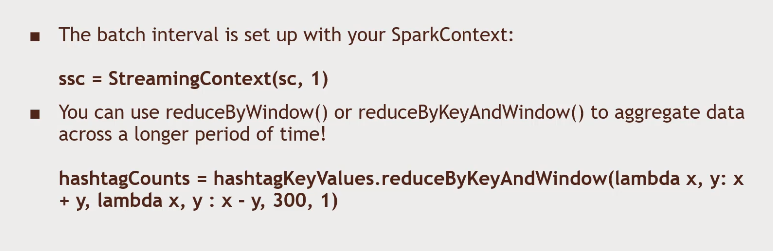 ▪ The batch interval is set up with your SparkContext:
ssc = StreamingContext(sc, 1)
▪ You can use reduceByWindow() or reduceByKeyAndWindow() to aggregate data
across a longer period of time!
hashtagCounts = hashtagKeyValues.reduceByKeyAndWindow(lambda x, y: x
+ y, lambda x, y : x - y, 300, 1)